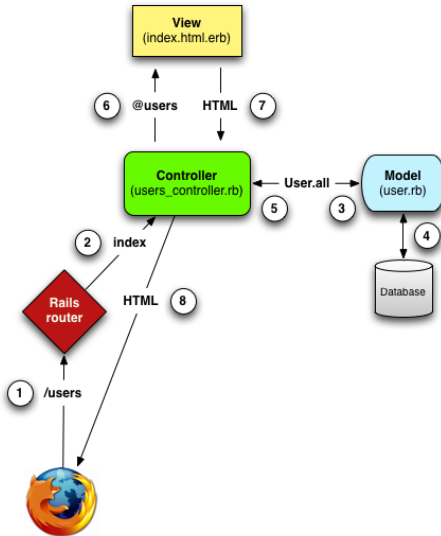 View
(index.html.erb)
6
@users
HTML
7
Controller
(users_controller.rb)
User.all
Model
(user.rb)
5
3
4
2
index
Database
Rails
router
HTML
8
1
/users